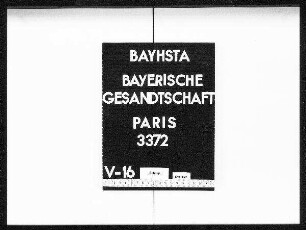 BAYHSTA
BAYERISCHE
GESANDTSCHAFT
PARIS
3372
V-16